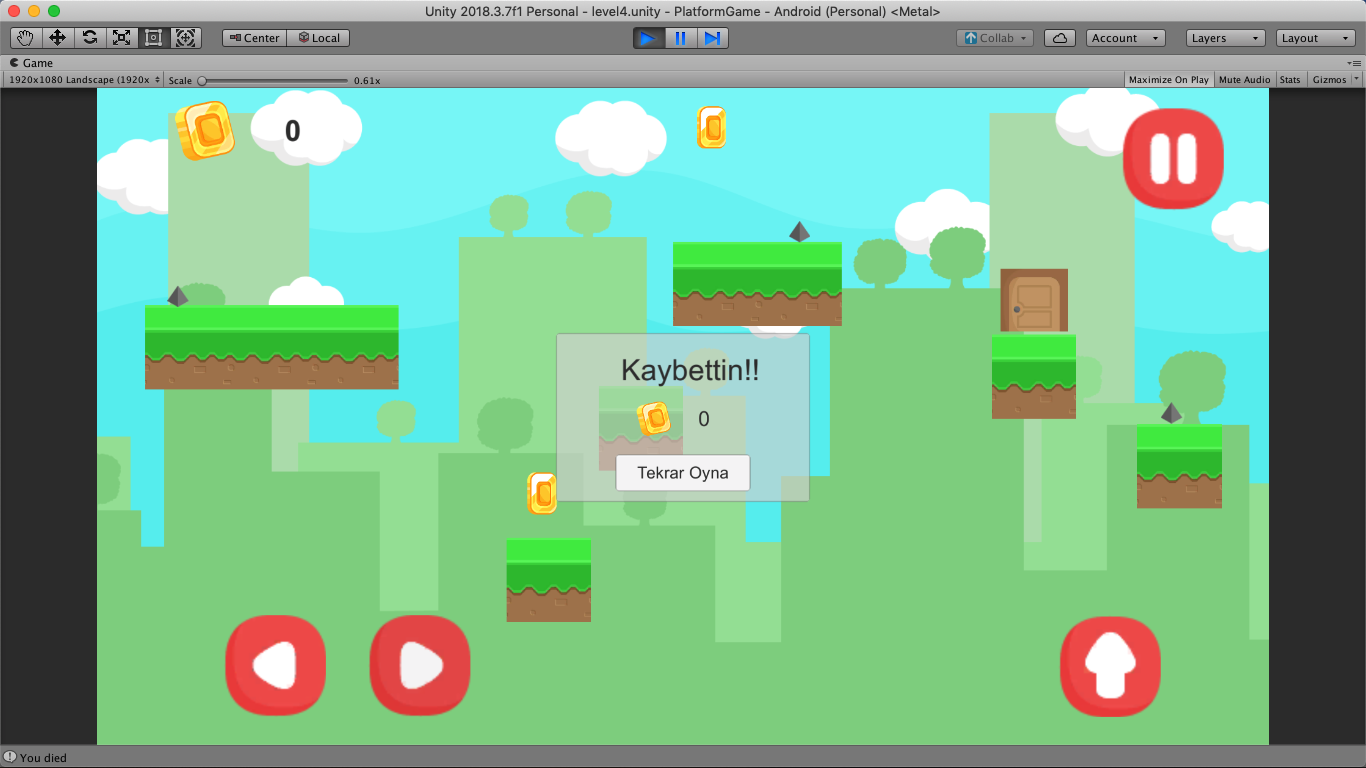 Unity 2018.3.7f1 Personal - level4.unity - PlatformGame - Android (Personal) <Metal>
Center Local Collab Account Layers Layout
Game
1920x1080 Landscape (1920x Scale 0.61x Maximize On Play Mute Audio Stats Gizmos
0
Kaybettin!!
0
Tekrar Oyna
You died